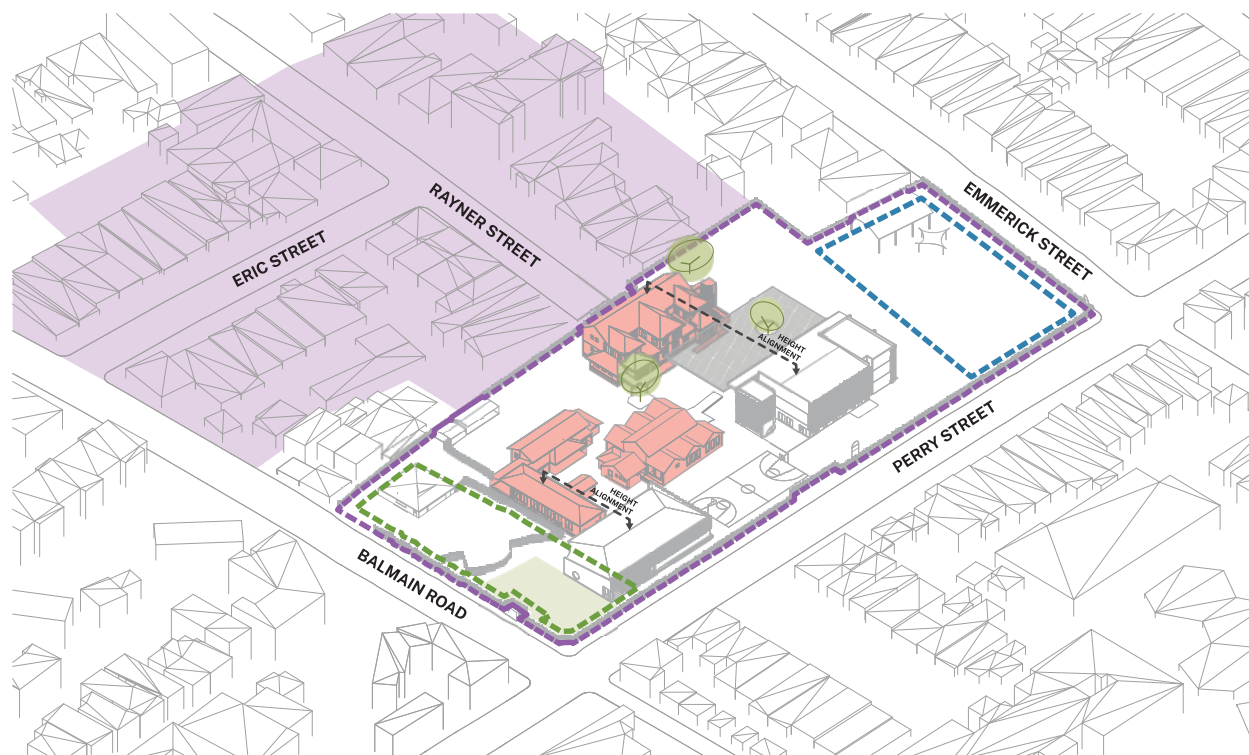 EMMERICK STREET
RAYNER STREET
ERIC STREET
HEIGHT
ALIGNMENT
PERRY STREET
HEIGHT
ALIGNMENT
BALMAIN ROAD